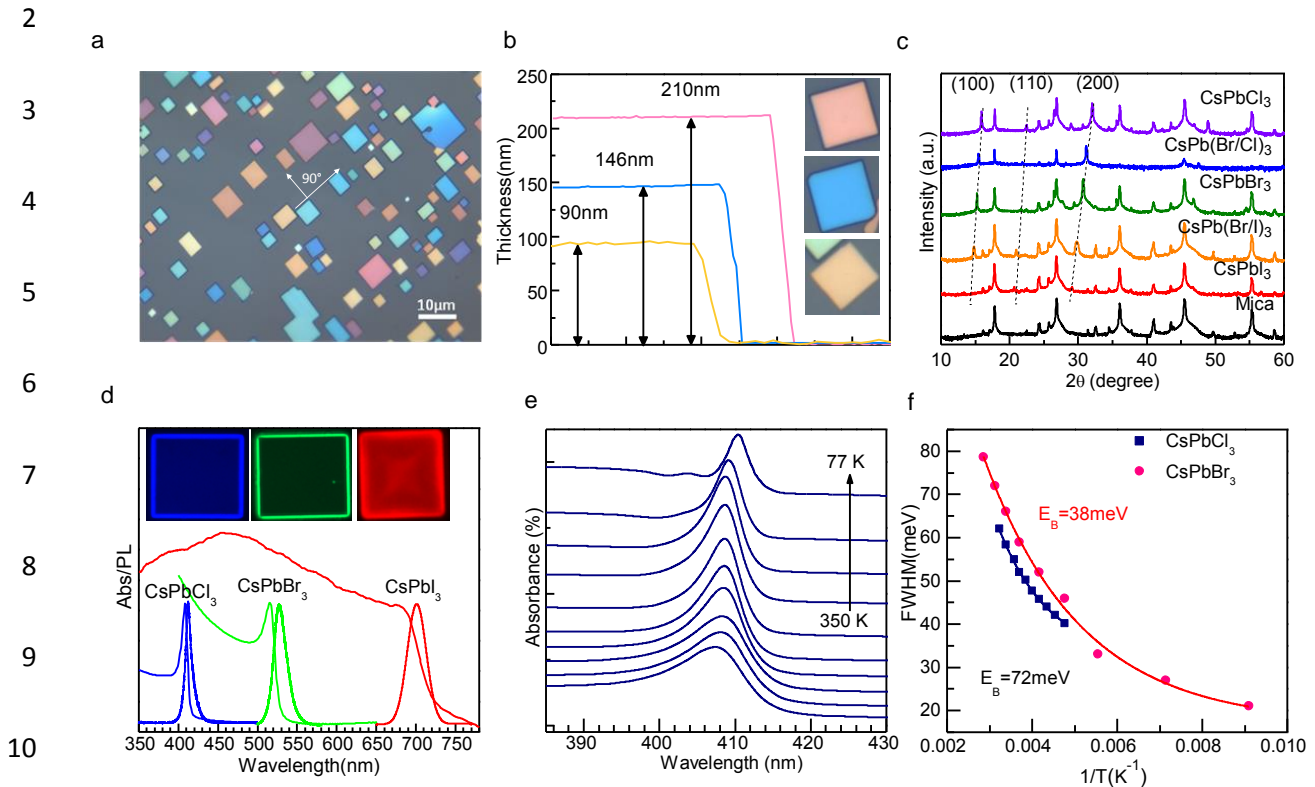 2
3
4
5
6
7
8
9
10
a
90°
10μm
b
Thickness(nm)
250
200
150
100
50
0
210nm
146nm
90nm
c
Intensity (a.u.)
(100)
(110)
(200)
CsPbCl3
CsPb(Br/Cl)3
CsPbBr3
CsPb(Br/I)3
CsPbI3
Mica
10 20 30 40 50 60
2θ (degree)
d
Abs/PL
CsPbCl3
CsPbBr3
CsPbI3
350 400 450 500 550 600 650 700 750
Wavelength(nm)
e
Absorbance (%)
77 K
350 K
390 400 410 420 430
Wavelength (nm)
f
FWHM(meV)
80
70
60
50
40
30
20
CsPbCl3
CsPbBr3
EB=38meV
EB=72meV
0.002 0.004 0.006 0.008 0.010
1/T(K-1)